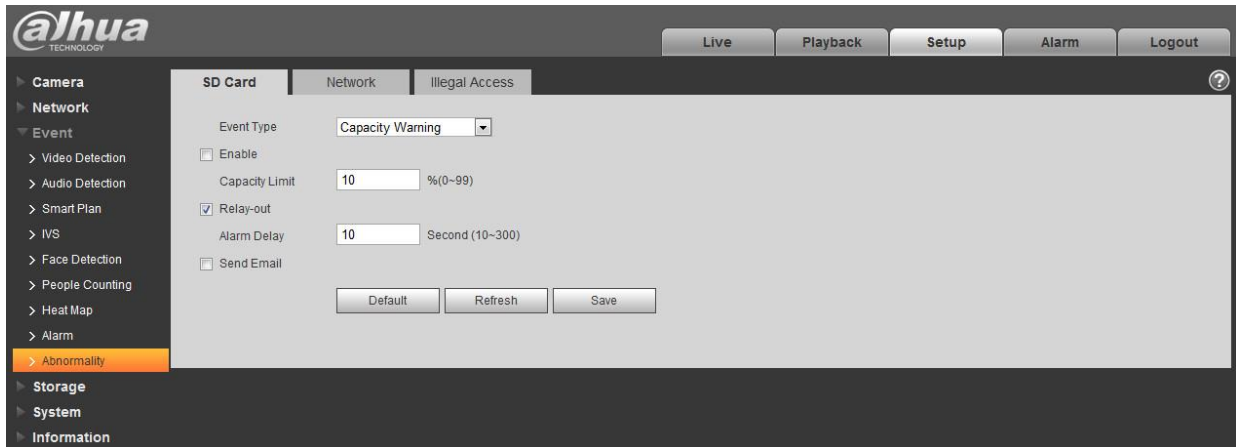 alhua
TECHNOLOGY
Live Playback Setup Alarm Logout
Camera
Network
Event
Video Detection
Audio Detection
Smart Plan
IVS
Face Detection
People Counting
Heat Map
Alarm
Abnormality
Storage
System
Information
SD Card Network Illegal Access
?
Event Type Capacity Warning
Enable
Capacity Limit 10 %(0~99)
Relay-out
Alarm Delay 10 Second (10~300)
Send Email
Default Refresh Save